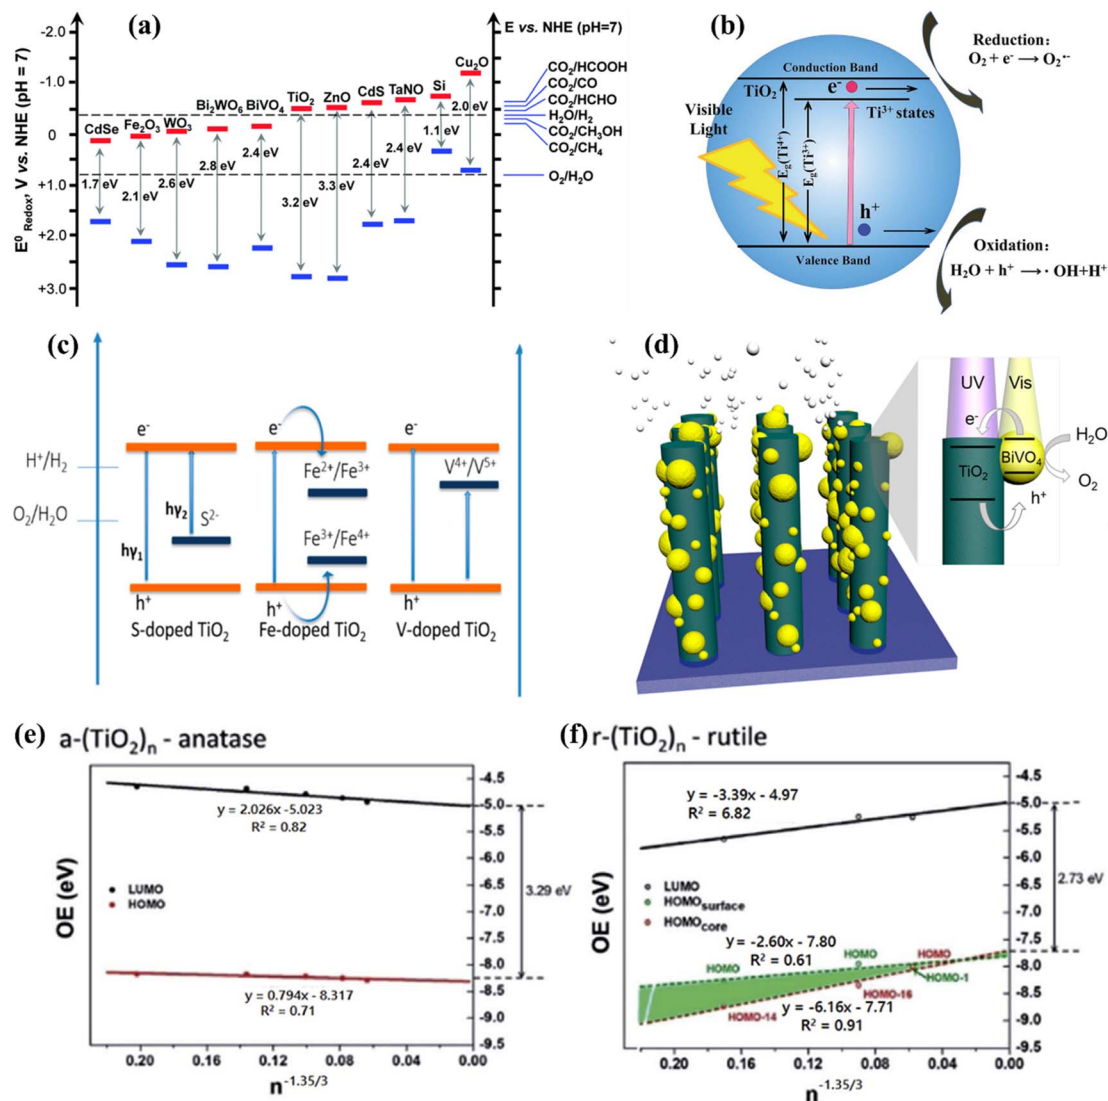 (a)
E⁰ Redox, V vs. NHE (pH = 7)
-2.0
-1.0
0
+1.0
+2.0
+3.0
CdSe
Fe₂O₃
WO₃
Bi₂WO₆
BiVO₄
TiO₂
ZnO
CdS
TaNO
Si
Cu₂O
1.7 eV
2.1 eV
2.6 eV
2.8 eV
2.4 eV
3.2 eV
3.3 eV
2.4 eV
2.4 eV
1.1 eV
2.0 eV
E vs. NHE (pH=7)
CO₂/HCOOH
CO₂/CO
CO₂/HCHO
H₂O/H₂
CO₂/CH₃OH
CO₂/CH₄
O₂/H₂O
(b)
Conduction Band
TiO₂
e⁻
Ti³⁺ states
Visible
Light
E_g(Ti⁴⁺)
E_g(Ti³⁺)
h⁺
Valence Band
Reduction:
O₂ + e⁻ → O₂•⁻
Oxidation:
H₂O + h⁺ → · OH+H⁺
(c)
H⁺/H₂
O₂/H₂O
e⁻
hγ₁
hγ₂
S²⁻
h⁺
S-doped TiO₂
e⁻
Fe²⁺/Fe³⁺
Fe³⁺/Fe⁴⁺
h⁺
Fe-doped TiO₂
e⁻
V⁴⁺/V⁵⁺
h⁺
V-doped TiO₂
(d)
UV
Vis
e⁻
TiO₂
BiVO₄
H₂O
O₂
h⁺
(e)
a-(TiO₂)ₙ - anatase
y = 2.026x - 5.023
R² = 0.82
LUMO
HOMO
y = 0.794x - 8.317
R² = 0.71
3.29 eV
OE (eV)
-4.5
-5.0
-5.5
-6.0
-6.5
-7.0
-7.5
-8.0
-8.5
-9.0
-9.5
0.20
0.16
0.12
0.08
0.04
0.00
n^-1.35/3
(f)
r-(TiO₂)ₙ - rutile
y = -3.39x - 4.97
R² = 6.82
LUMO
HOMO surface
HOMO core
y = -2.60x - 7.80
R² = 0.61
HOMO
HOMO
HOMO
HOMO-1
HOMO-16
HOMO-14
y = -6.16x - 7.71
R² = 0.91
2.73 eV
OE (eV)
-4.5
-5.0
-5.5
-6.0
-6.5
-7.0
-7.5
-8.0
-8.5
-9.0
-9.5
0.20
0.16
0.12
0.08
0.04
0.00
n^-1.35/3